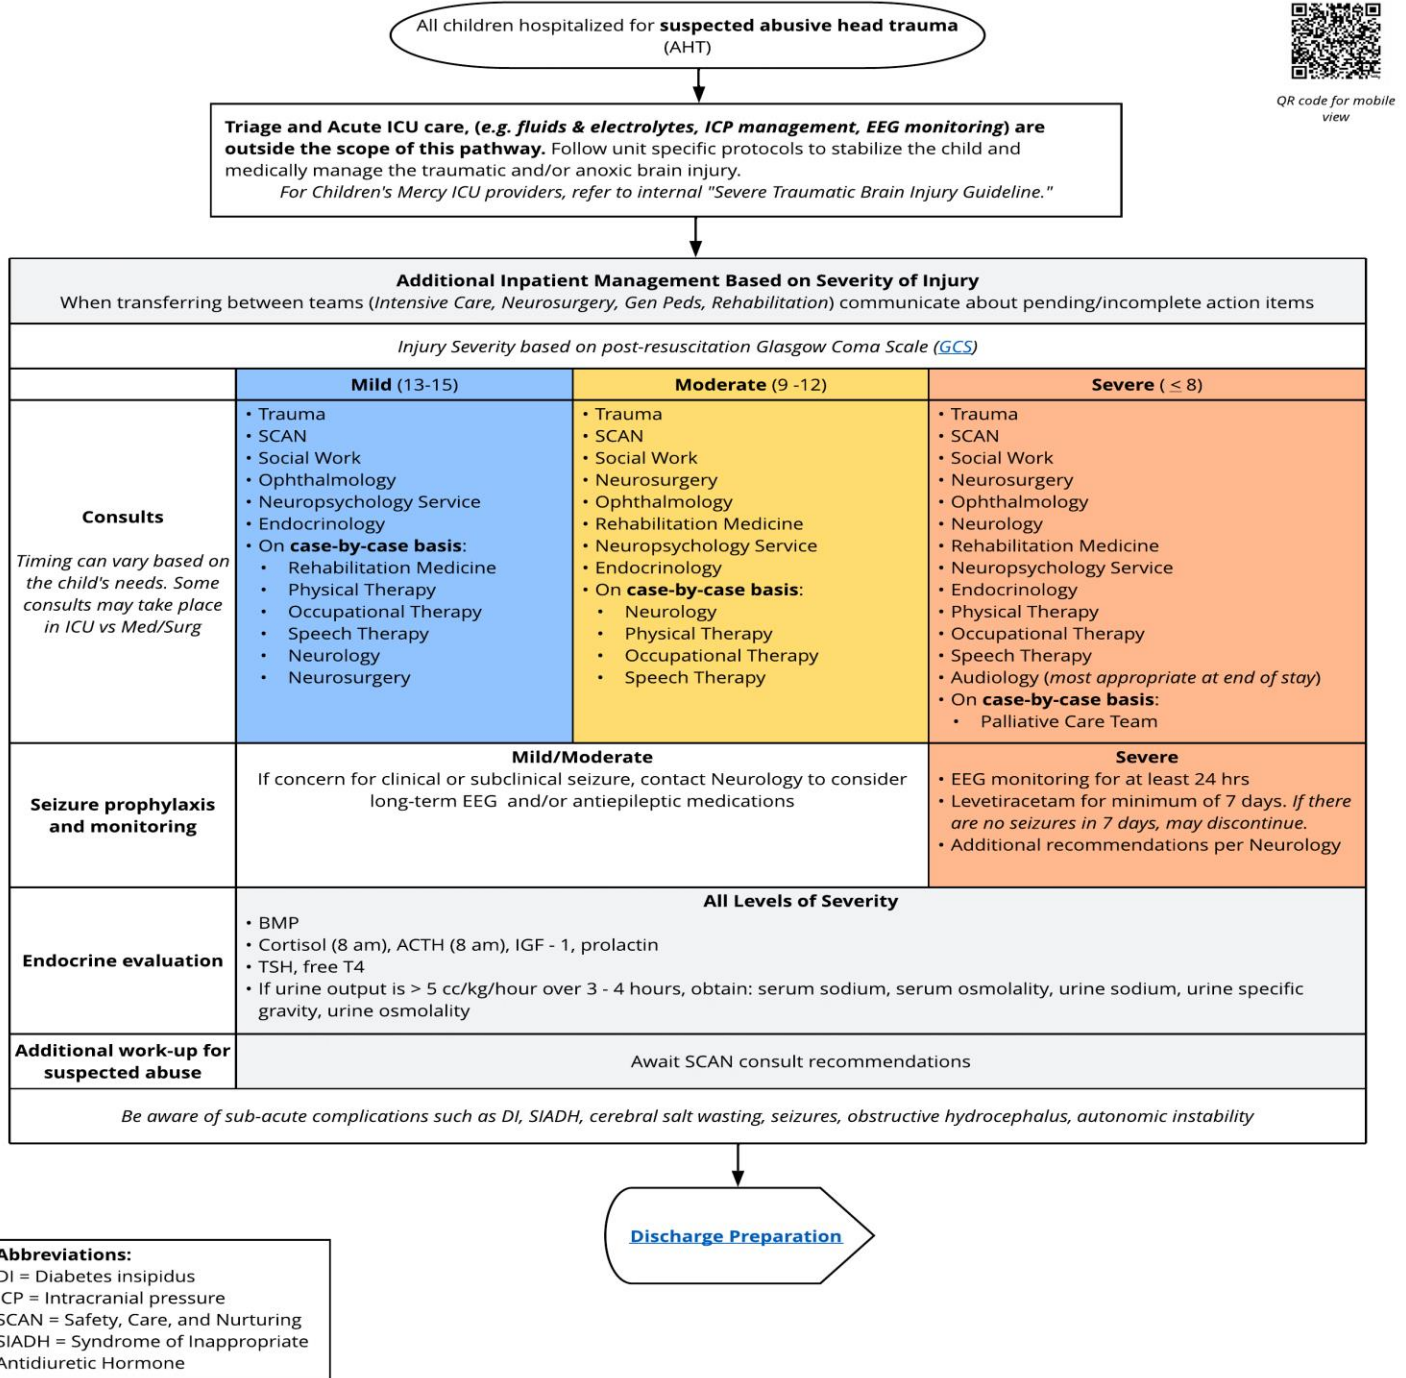 All children hospitalized for suspected abusive head trauma
(AHT)
QR code for mobile
view
Triage and Acute ICU care, (e.g. fluids & electrolytes, ICP management, EEG monitoring) are
outside the scope of this pathway. Follow unit specific protocols to stabilize the child and
medically manage the traumatic and/or anoxic brain injury.
For Children's Mercy ICU providers, refer to internal "Severe Traumatic Brain Injury Guideline."
Additional Inpatient Management Based on Severity of Injury
When transferring between teams (Intensive Care, Neurosurgery, Gen Peds, Rehabilitation) communicate about pending/incomplete action items
Injury Severity based on post-resuscitation Glasgow Coma Scale (GCS)
Mild (13-15)
Moderate (9 -12)
Severe ( ≤ 8)
Consults
Timing can vary based on
the child's needs. Some
consults may take place
in ICU vs Med/Surg
• Trauma
• SCAN
• Social Work
• Ophthalmology
• Neuropsychology Service
• Endocrinology
• On case-by-case basis:
• Rehabilitation Medicine
• Physical Therapy
• Occupational Therapy
• Speech Therapy
• Neurology
• Neurosurgery
• Trauma
• SCAN
• Social Work
• Neurosurgery
• Ophthalmology
• Rehabilitation Medicine
• Neuropsychology Service
• Endocrinology
• On case-by-case basis:
• Neurology
• Physical Therapy
• Occupational Therapy
• Speech Therapy
• Trauma
• SCAN
• Social Work
• Neurosurgery
• Ophthalmology
• Neurology
• Rehabilitation Medicine
• Neuropsychology Service
• Endocrinology
• Physical Therapy
• Occupational Therapy
• Speech Therapy
• Audiology (most appropriate at end of stay)
• On case-by-case basis:
• Palliative Care Team
Seizure prophylaxis
and monitoring
Mild/Moderate
If concern for clinical or subclinical seizure, contact Neurology to consider
long-term EEG and/or antiepileptic medications
Severe
• EEG monitoring for at least 24 hrs
• Levetiracetam for minimum of 7 days. If there
are no seizures in 7 days, may discontinue.
• Additional recommendations per Neurology
Endocrine evaluation
All Levels of Severity
• BMP
• Cortisol (8 am), ACTH (8 am), IGF - 1, prolactin
• TSH, free T4
• If urine output is > 5 cc/kg/hour over 3 - 4 hours, obtain: serum sodium, serum osmolality, urine sodium, urine specific
gravity, urine osmolality
Additional work-up for
suspected abuse
Await SCAN consult recommendations
Be aware of sub-acute complications such as DI, SIADH, cerebral salt wasting, seizures, obstructive hydrocephalus, autonomic instability
Discharge Preparation
Abbreviations:
DI = Diabetes insipidus
ICP = Intracranial pressure
SCAN = Safety, Care, and Nurturing
SIADH = Syndrome of Inappropriate
Antidiuretic Hormone